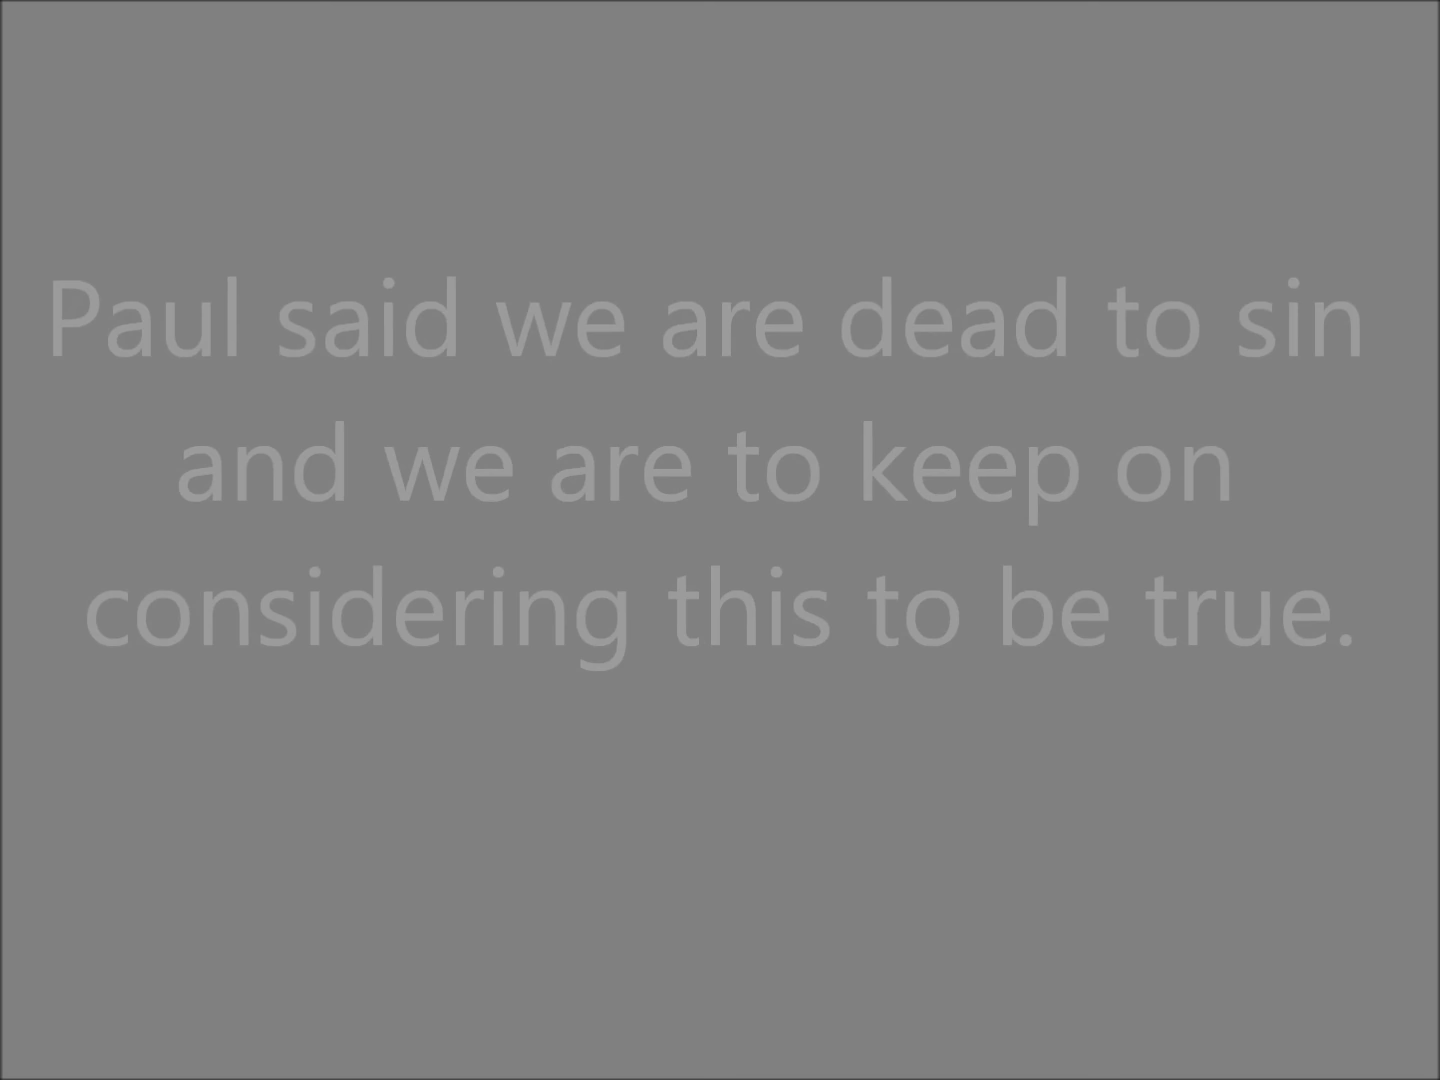 Paul said we are dead to sin
and we are to keep on
considering this to be true.